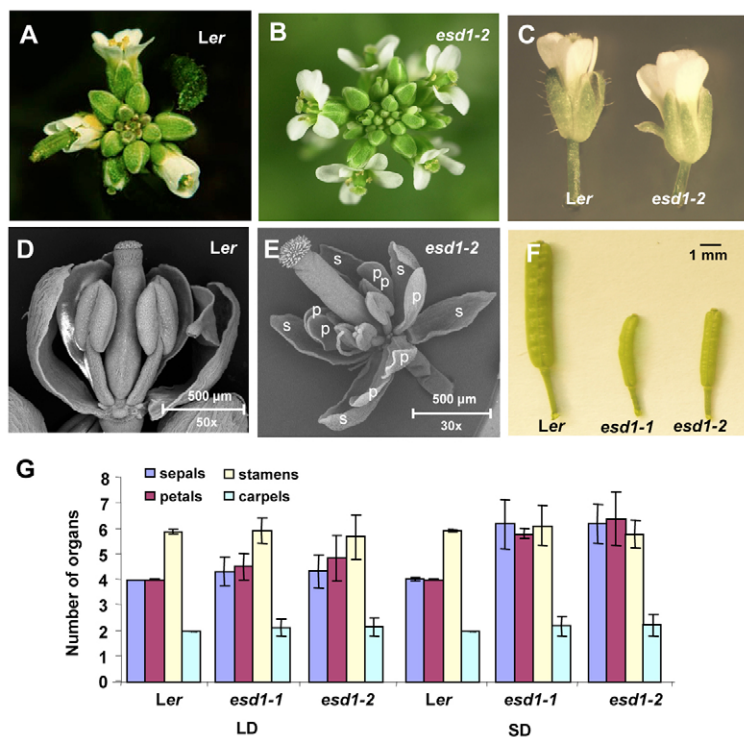 A
Ler
B
esd1-2
C
Ler
esd1-2
D
Ler
500 µm
50x
E
esd1-2
s
p
p
s
p
s
p
p
p
p
s
s
500 µm
30x
F
1 mm
Ler
esd1-1
esd1-2
G
sepals
stamens
petals
carpels
Number of organs
8
7
6
5
4
3
2
1
0
Ler
esd1-1
esd1-2
Ler
esd1-1
esd1-2
LD
SD